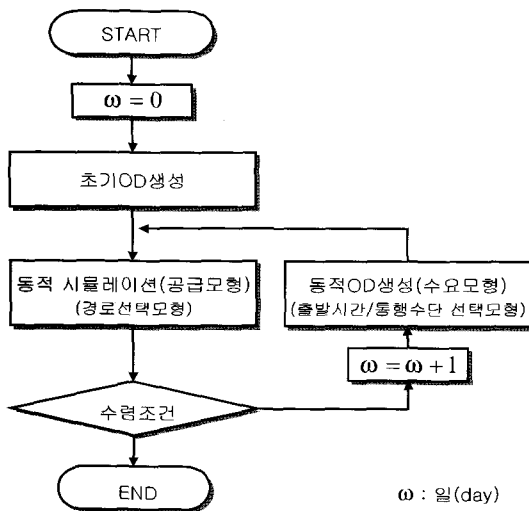 START
ω = 0
초기OD생성
동적 시뮬레이션(공급모형)
(경로선택모형)
동적OD생성(수요모형)
(출발시간/통행수단 선택모형)
ω = ω + 1
수령조건
END
ω : 일(day)